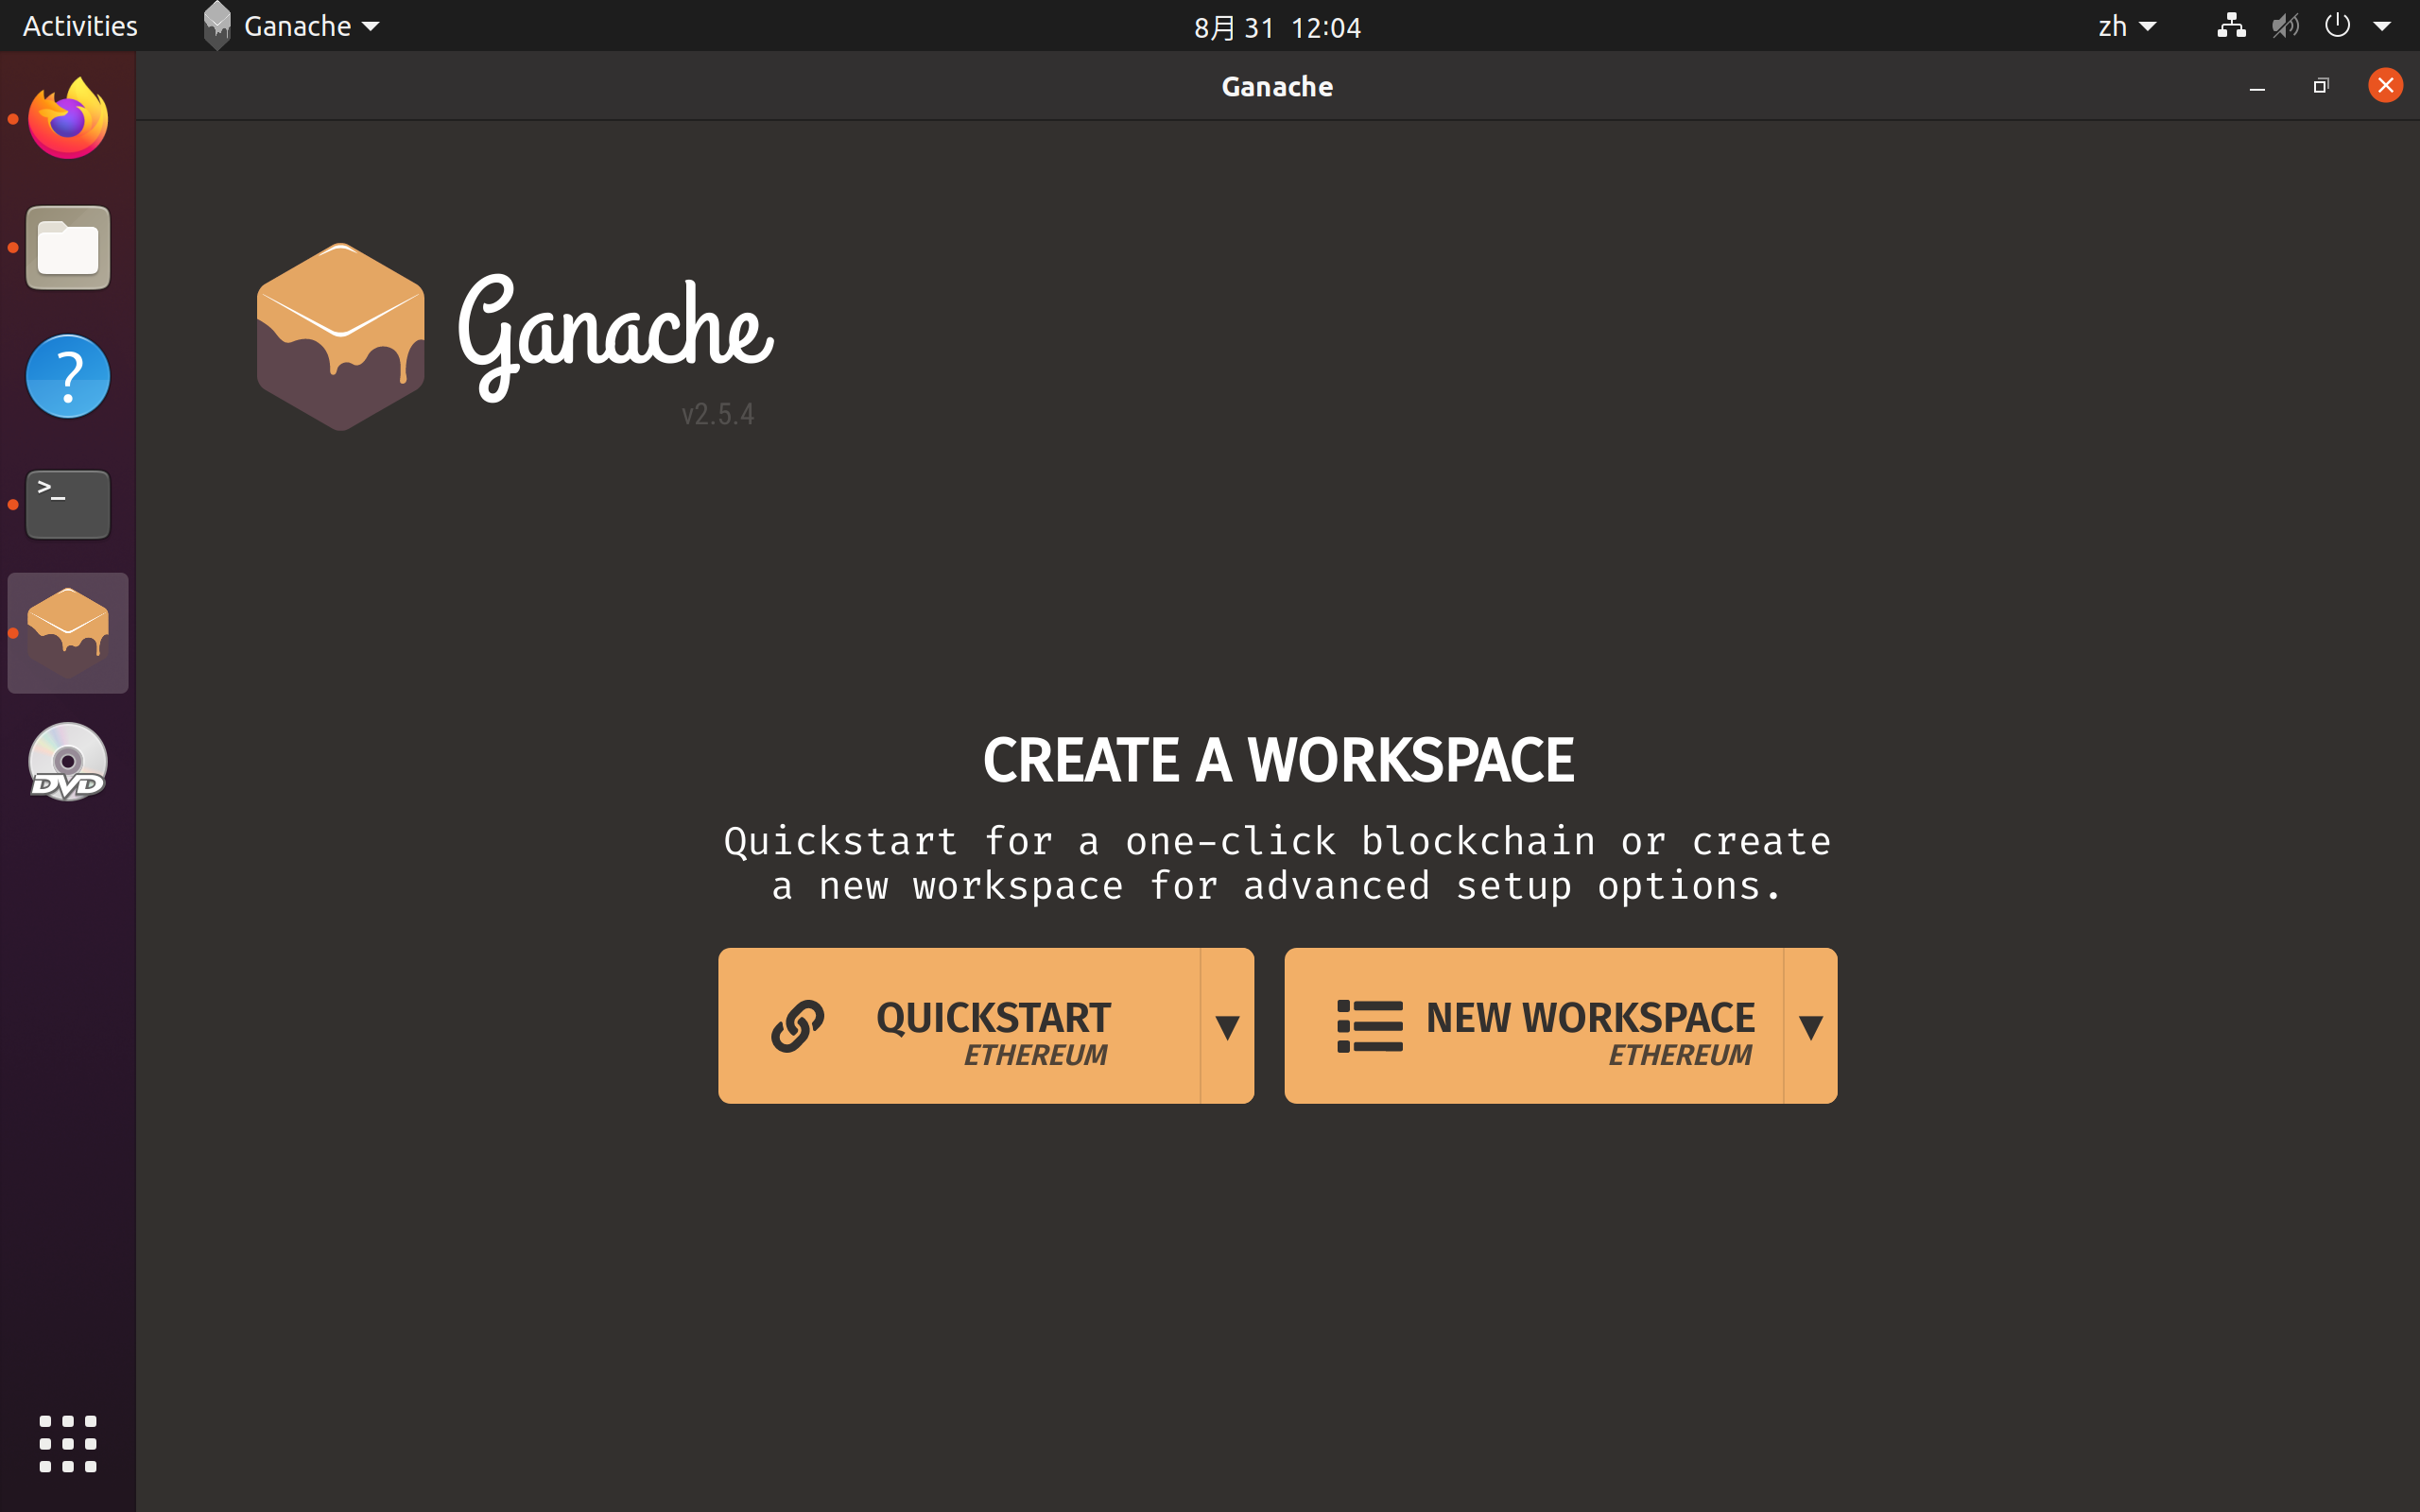 Activities
Ganache
8月 31 12:04
zh
Ganache
>_
Ganache
v2.5.4
DVD
CREATE A WORKSPACE
Quickstart for a one-click blockchain or create
a new workspace for advanced setup options.
QUICKSTART
ETHEREUM
NEW WORKSPACE
ETHEREUM